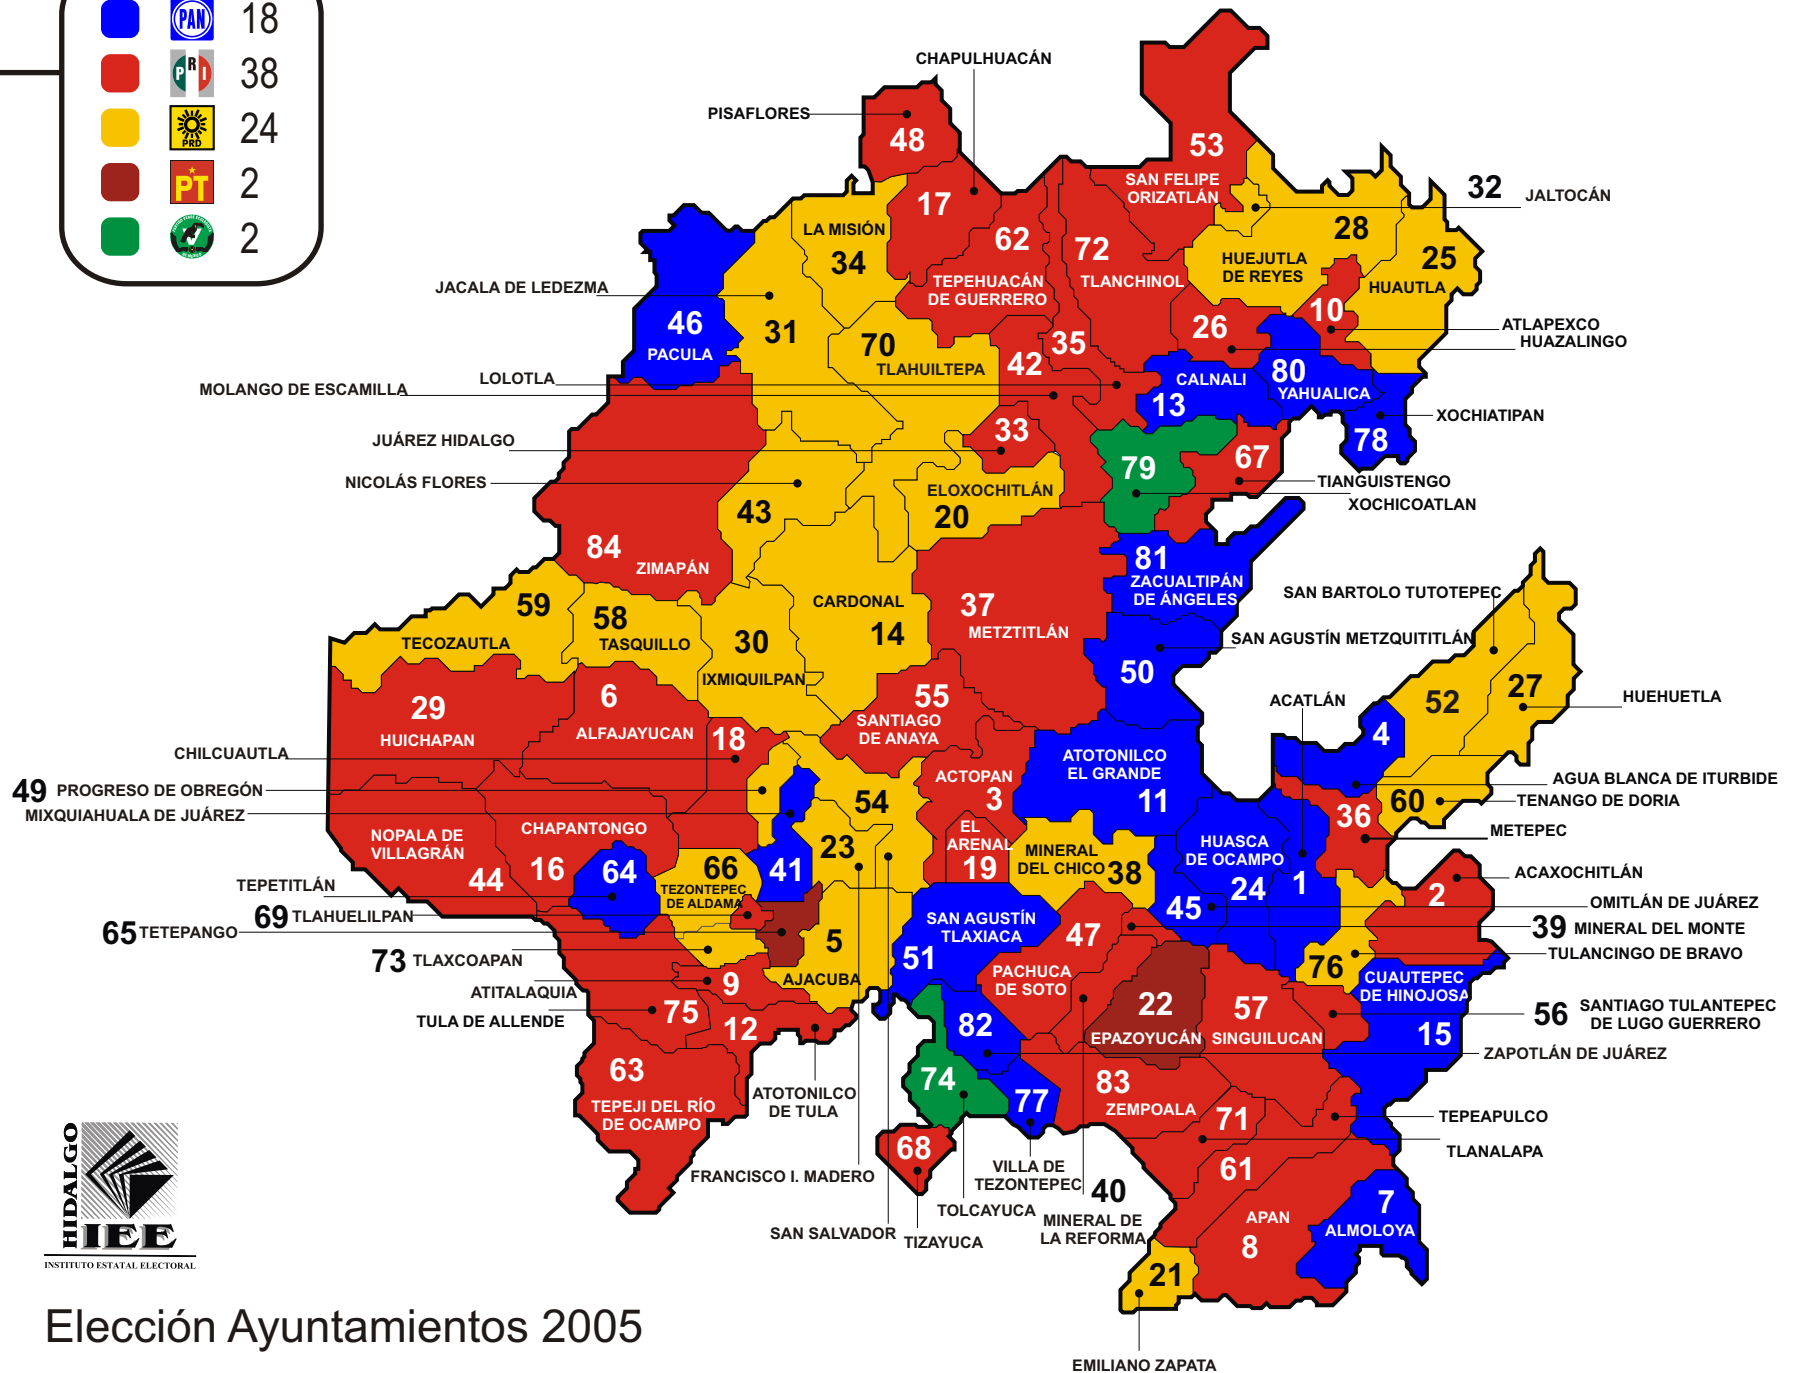 PAN 18
PRI 38
PRD 24
PT 2
2
CHAPULHUACÁN
PISAFLORES
48
53
SAN FELIPE
ORIZATLÁN
32
JALTOCÁN
17
LA MISIÓN
34
62
TEPEHUACÁN
DE GUERRERO
72
TLANCHINOL
28
HUEJUTLA
DE REYES
25
HUAUTLA
JACALA DE LEDEZMA
31
46
PACULA
70
TLAHUILTEPA
42
35
26
10
ATLAPEXCO
HUAZALINGO
MOLANGO DE ESCAMILLA
LOLOTLA
CALNALI
13
80
YAHUALICA
XOCHIATIPAN
78
JUÁREZ HIDALGO
33
NICOLÁS FLORES
43
ELOXOCHITLÁN
20
79
67
TIANGUISTENGO
XOCHICOATLAN
84
ZIMAPÁN
81
ZACUALTIPÁN
DE ÁNGELES
59
TECOZAUTLA
58
TASQUILLO
30
IXMIQUILPAN
CARDONAL
14
37
METZTITLÁN
SAN BARTOLO TUTOTEPEC
SAN AGUSTÍN METZQUITITLÁN
50
52
27
HUEHUETLA
29
HUICHAPAN
6
ALFAJAYUCAN
18
55
SANTIAGO
DE ANAYA
ACATLÁN
4
CHILCUAUTLA
49 PROGRESO DE OBREGÓN
MIXQUIAHUALA DE JUÁREZ
ATOTONILCO
EL GRANDE
11
ACTOPAN
3
54
AGUA BLANCA DE ITURBIDE
60
TENANGO DE DORIA
36
METEPEC
NOPALA DE
VILLAGRÁN
44
CHAPANTONGO
16
64
66
TEZONTEPEC
DE ALDAMA
41
23
EL
ARENAL
19
MINERAL
DEL CHICO
38
HUASCA
DE OCAMPO
24
1
ACAXOCHITLÁN
2
TEPETITLÁN
69 TLAHUELILPAN
65 TETEPANGO
73 TLAXCOAPAN
5
AJACUBA
SAN AGUSTÍN
TLAXIACA
51
47
PACHUCA
DE SOTO
45
OMITLÁN DE JUÁREZ
39 MINERAL DEL MONTE
TULANCINGO DE BRAVO
76
CUAUTEPEC
DE HINOJOSA
15
ATITALAQUIA
9
TULA DE ALLENDE
75
12
82
22
EPAZOYUCÁN
57
SINGUILUCAN
56 SANTIAGO TULANTEPEC
DE LUGO GUERRERO
ZAPOTLÁN DE JUÁREZ
63
TEPEJI DEL RÍO
DE OCAMPO
ATOTONILCO
DE TULA
74
77
83
ZEMPOALA
71
TEPEAPULCO
TLANALAPA
68
FRANCISCO I. MADERO
VILLA DE
TEZONTEPEC
40
MINERAL DE
LA REFORMA
TOLCAYUCA
SAN SALVADOR
TIZAYUCA
61
APAN
8
7
ALMOLOYA
21
EMILIANO ZAPATA
HIDALGO
IEE
INSTITUTO ESTATAL ELECTORAL
Elección Ayuntamientos 2005